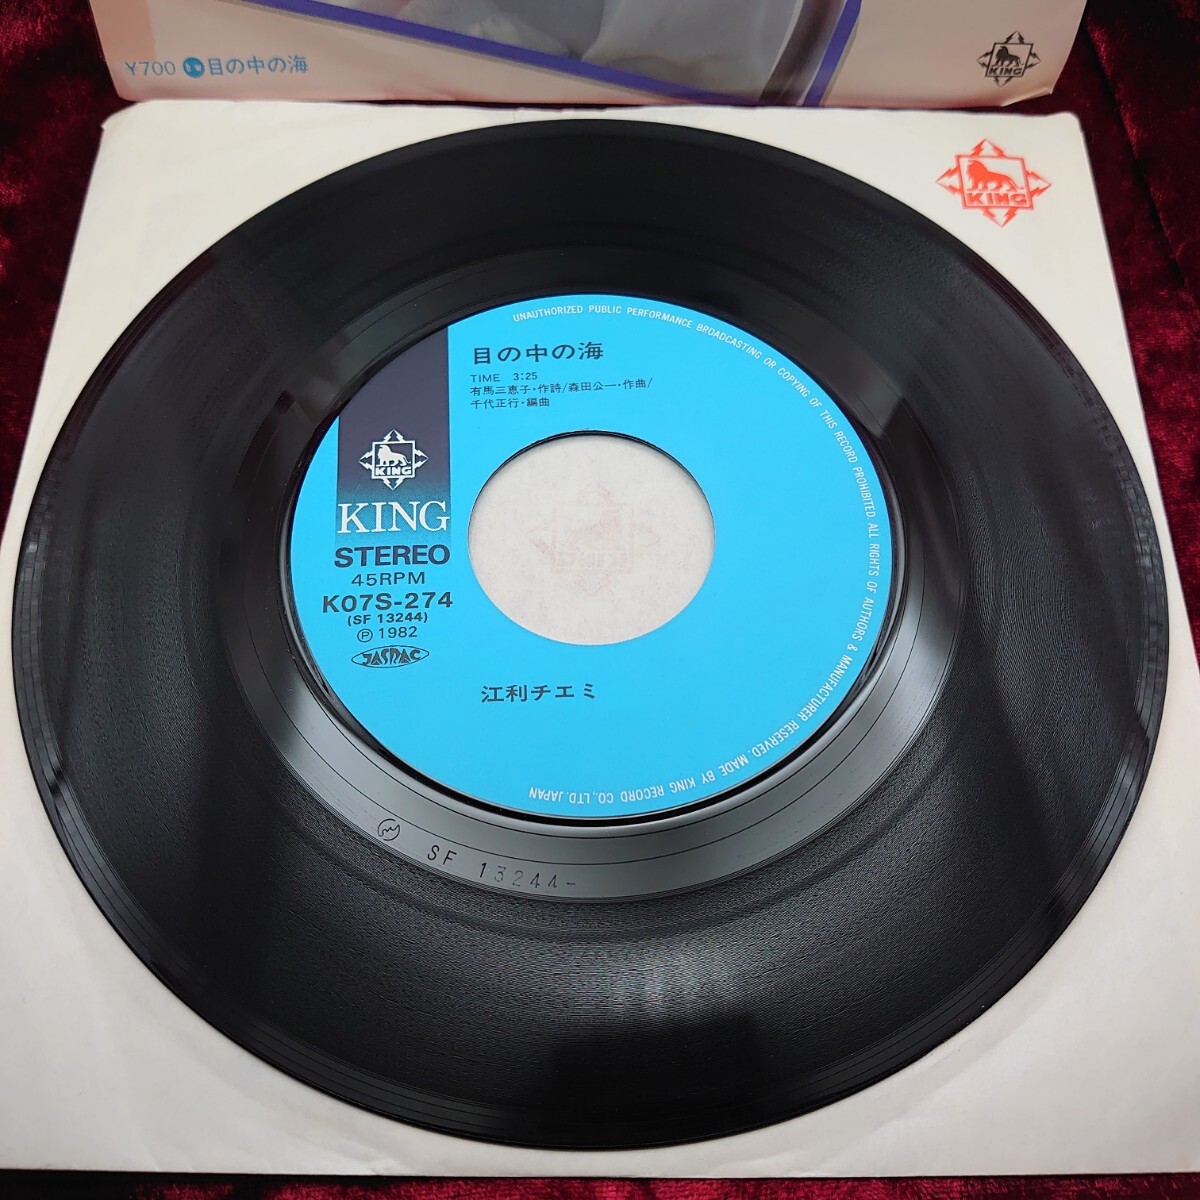 ¥700 B/W 目の中の海
KING
KING
目の中の海
TIME 3:25
有馬三恵子・作詩/森田公一・作曲/
千代正行・編曲
KING
KING
STEREO
45RPM
K07S-274
(SF 13244)
Ⓟ 1982
JASRAC
江利チエミ
UNAUTHORIZED PUBLIC PERFORMANCE BROADCASTING OR COPYING OF THIS RECORD PROHIBITED ALL RIGHTS OF AUTHORS & MANUFACTURER RESERVED. MADE BY KING RECORD CO., LTD. JAPAN
SF 13244-